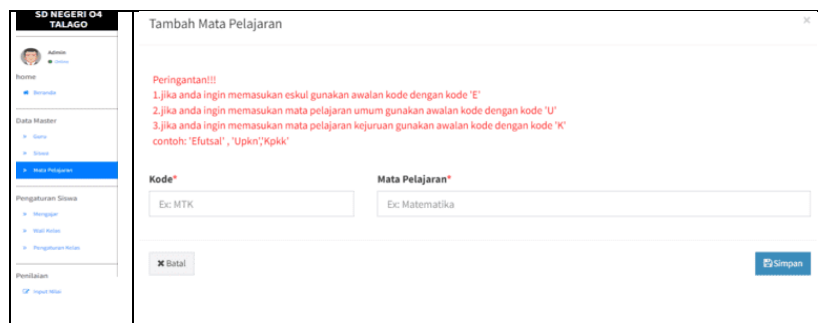 SD NEGERI O4
TALAGO
Admin
Online
home
Beranda
Data Master
Guru
Siswa
Mata Pelajaran
Pengaturan Siswa
Mengajar
Wali Kelas
Pengaturan Kelas
Penilaian
Input Nilai
Tambah Mata Pelajaran
×
Peringantan!!!
1.jika anda ingin memasukan eskul gunakan awalan kode dengan kode 'E'
2.jika anda ingin memasukan mata pelajaran umum gunakan awalan kode dengan kode 'U'
3.jika anda ingin memasukan mata pelajaran kejuruan gunakan awalan kode dengan kode 'K'
contoh: 'Efutsal' , 'Upkn','Kpkk'
Kode* Mata Pelajaran*
Ex: MTK Ex: Matematika
Batal Simpan